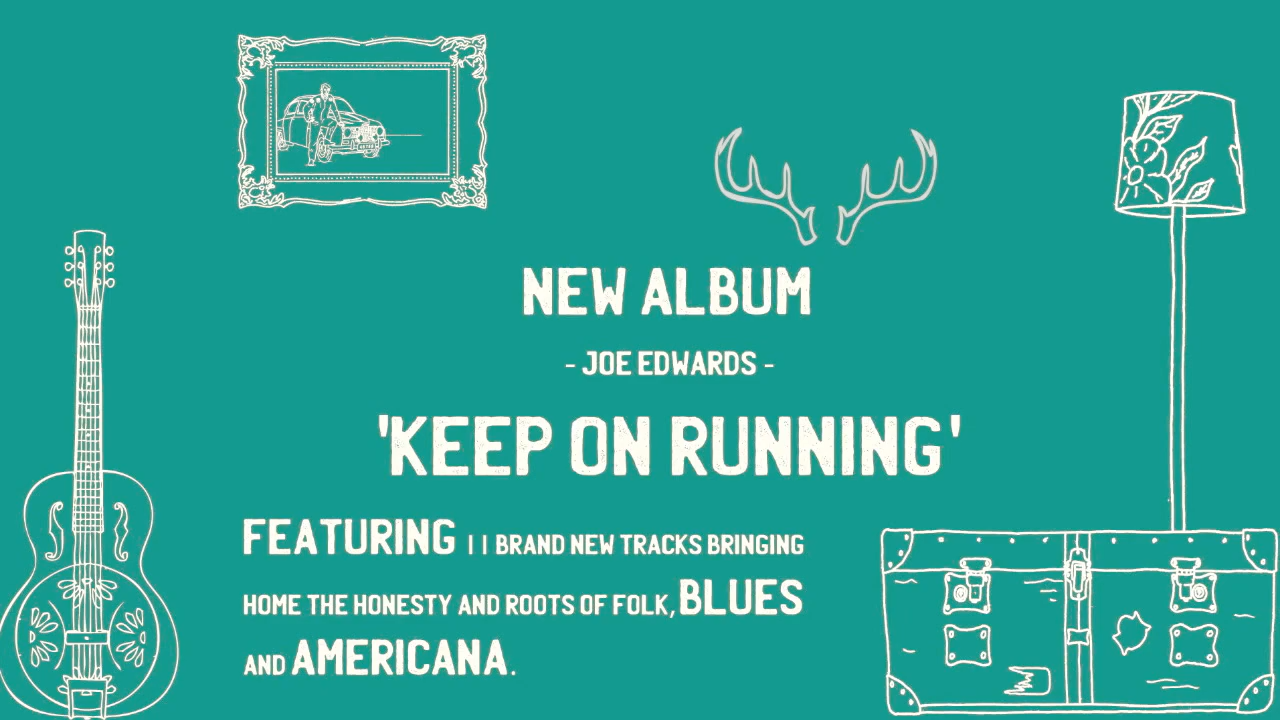 NEW ALBUM
- JOE EDWARDS -
'KEEP ON RUNNING'
FEATURING 11 BRAND NEW TRACKS BRINGING
HOME THE HONESTY AND ROOTS OF FOLK, BLUES
AND AMERICANA.